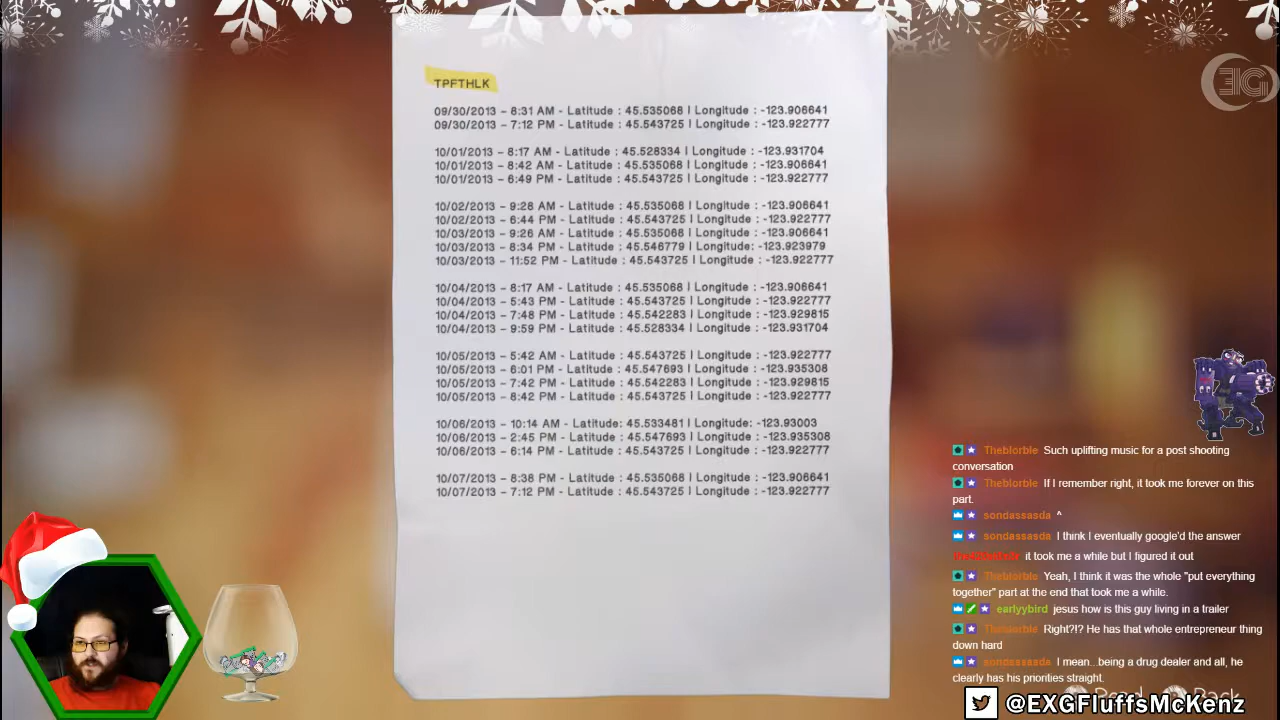 TPFTHLK
09/30/2013 - 8:31 AM - Latitude : 45.535068 | Longitude : -123.906641
09/30/2013 - 7:12 PM - Latitude : 45.543725 | Longitude : -123.922777
10/01/2013 - 8:17 AM - Latitude : 45.528334 | Longitude : -123.931704
10/01/2013 - 8:42 AM - Latitude : 45.535068 | Longitude : -123.906641
10/01/2013 - 6:49 PM - Latitude : 45.543725 | Longitude : -123.922777
10/02/2013 - 9:28 AM - Latitude : 45.535068 | Longitude : -123.906641
10/02/2013 - 6:44 PM - Latitude : 45.543725 | Longitude : -123.922777
10/03/2013 - 9:26 AM - Latitude : 45.535068 | Longitude : -123.906641
10/03/2013 - 8:34 PM - Latitude : 45.546779 | Longitude: -123.923979
10/03/2013 - 11:52 PM - Latitude : 45.543725 | Longitude : -123.922777
10/04/2013 - 8:17 AM - Latitude : 45.535068 | Longitude : -123.906641
10/04/2013 - 5:43 PM - Latitude : 45.543725 | Longitude : -123.922777
10/04/2013 - 7:48 PM - Latitude : 45.542283 | Longitude : -123.929815
10/04/2013 - 9:59 PM - Latitude : 45.528334 | Longitude : -123.931704
10/05/2013 - 5:42 AM - Latitude : 45.543725 | Longitude : -123.922777
10/05/2013 - 6:01 PM - Latitude : 45.547693 | Longitude : -123.935308
10/05/2013 - 7:42 PM - Latitude : 45.542283 | Longitude : -123.929815
10/05/2013 - 8:42 PM - Latitude : 45.543725 | Longitude : -123.922777
10/06/2013 - 10:14 AM - Latitude: 45.533481 | Longitude: -123.93003
10/06/2013 - 2:45 PM - Latitude : 45.547693 | Longitude : -123.935308
10/06/2013 - 6:14 PM - Latitude : 45.543725 | Longitude : -123.922777
10/07/2013 - 8:38 PM - Latitude : 45.535068 | Longitude : -123.906641
10/07/2013 - 7:12 PM - Latitude : 45.543725 | Longitude : -123.922777
Theblorble Such uplifting music for a post shooting
conversation
Theblorble If I remember right, it took me forever on this
part.
sondassasda ^
sondassasda I think I eventually google'd the answer
it took me a while but I figured it out
Theblorble Yeah, I think it was the whole "put everything
together" part at the end that took me a while.
earlyybird jesus how is this guy living in a trailer
Theblorble Right?!? He has that whole entrepreneur thing
down hard
sondassasda I mean...being a drug dealer and all, he
clearly has his priorities straight.
Back
@EXGFluffsMcKenz